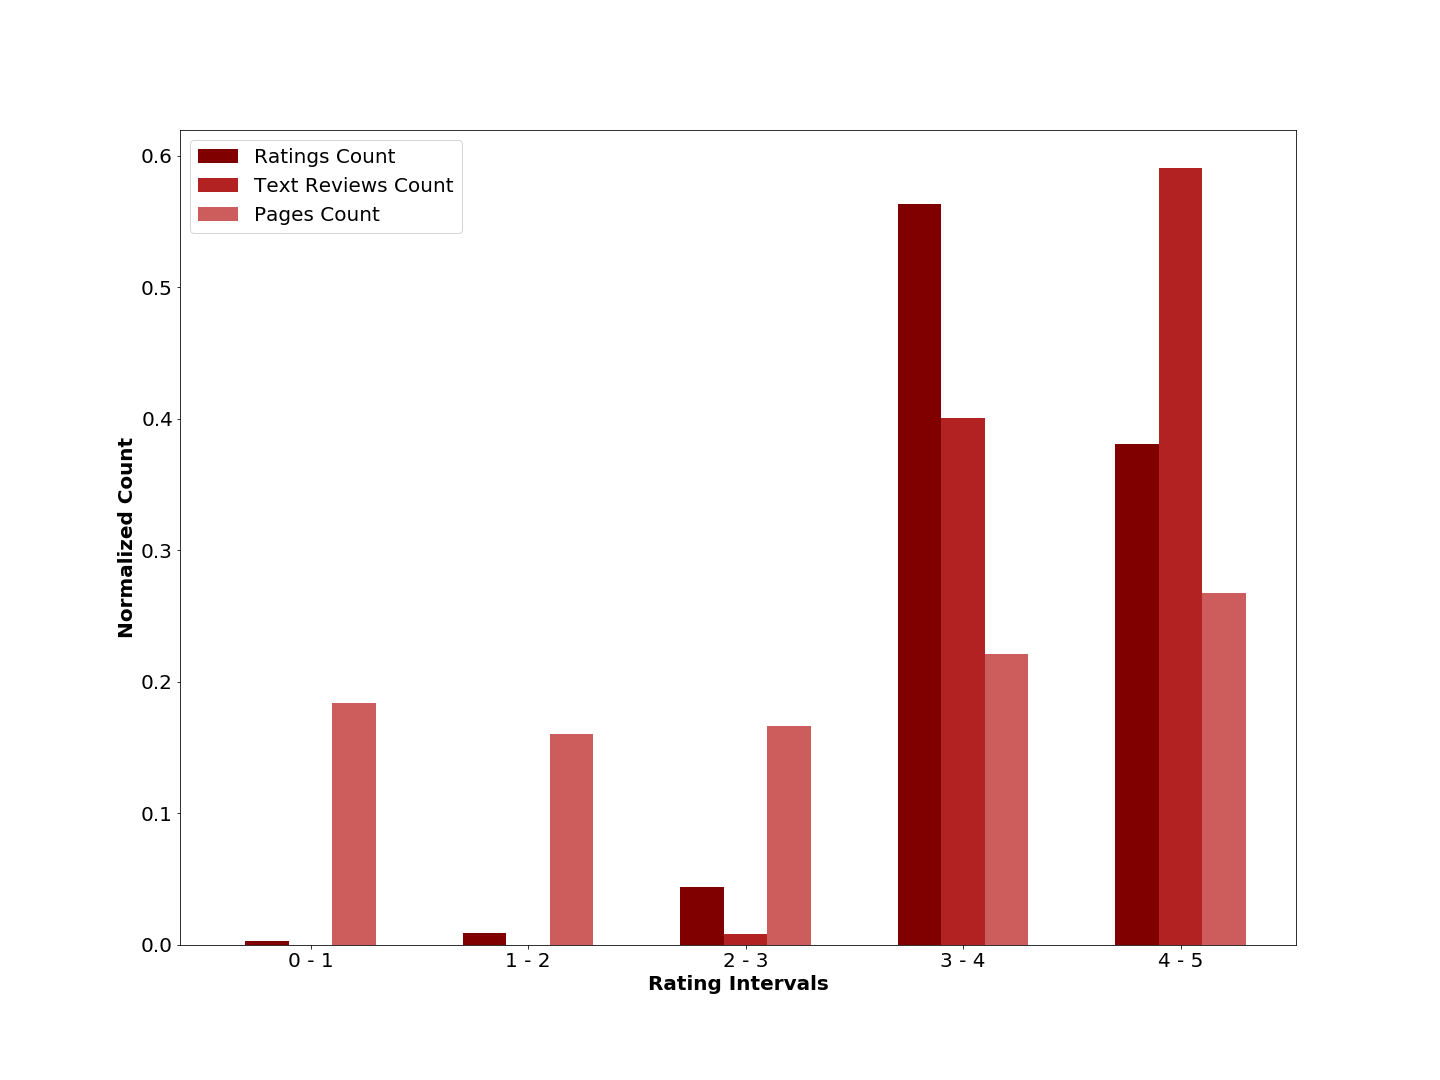 Ratings Count
Text Reviews Count
Pages Count
0.6
0.5
0.4
0.3
0.2
0.1
0.0
Normalized Count
0 - 1
1 - 2
2 - 3
3 - 4
4 - 5
Rating Intervals